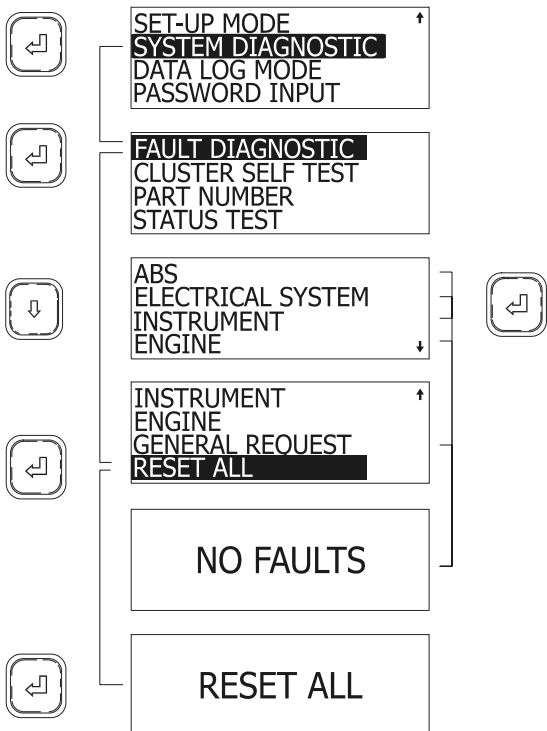 SET-UP MODE
SYSTEM DIAGNOSTIC
DATA LOG MODE
PASSWORD INPUT
FAULT DIAGNOSTIC
CLUSTER SELF TEST
PART NUMBER
STATUS TEST
ABS
ELECTRICAL SYSTEM
INSTRUMENT
ENGINE
INSTRUMENT
ENGINE
GENERAL REQUEST
RESET ALL
NO FAULTS
RESET ALL